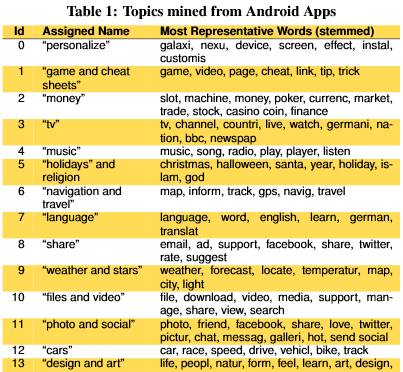 Table 1: Topics mined from Android Apps
Id Assigned Name Most Representative Words (stemmed)
0 "personalize" galaxi, nexu, device, screen, effect, instal,
customis
1 "game and cheat game, video, page, cheat, link, tip, trick
sheets"
2 "money" slot, machine, money, poker, currenc, market,
trade, stock, casino coin, finance
3 "tv" tv, channel, countri, live, watch, germani, na-
tion, bbc, newspap
4 "music" music, song, radio, play, player, listen
5 "holidays" and christmas, halloween, santa, year, holiday, is-
religion lam, god
6 "navigation and map, inform, track, gps, navig, travel
travel"
7 "language" language, word, english, learn, german,
translat
8 "share" email, ad, support, facebook, share, twitter,
rate, suggest
9 "weather and stars" weather, forecast, locate, temperatur, map,
city, light
10 "files and video" file, download, video, media, support, man-
age, share, view, search
11 "photo and social" photo, friend, facebook, share, love, twitter,
pictur, chat, messag, galleri, hot, send social
12 "cars" car, race, speed, drive, vehicl, bike, track
13 "design and art" life, peopl, natur, form, feel, learn, art, design,